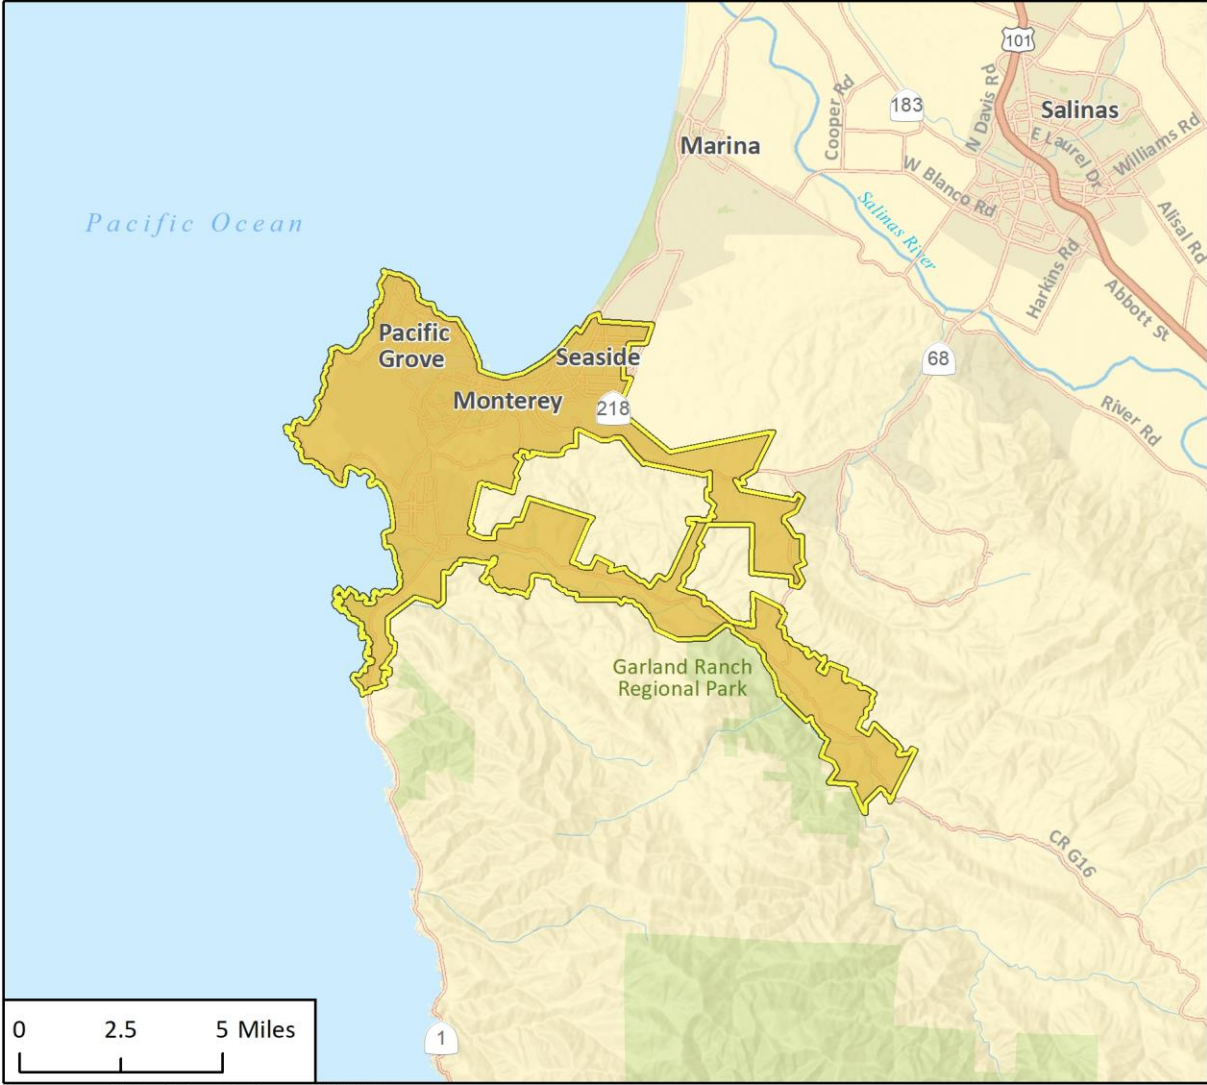 101
Salinas
183
N Davis Rd
Cooper Rd
E Laurel Dr
Williams Rd
Marina
W Blanco Rd
Salinas River
Alisal Rd
Pacific Ocean
Harkins Rd
Abbott St
Pacific
Grove
Seaside
68
Monterey
218
River Rd
Garland Ranch
Regional Park
CR G16
1
0 2.5 5 Miles